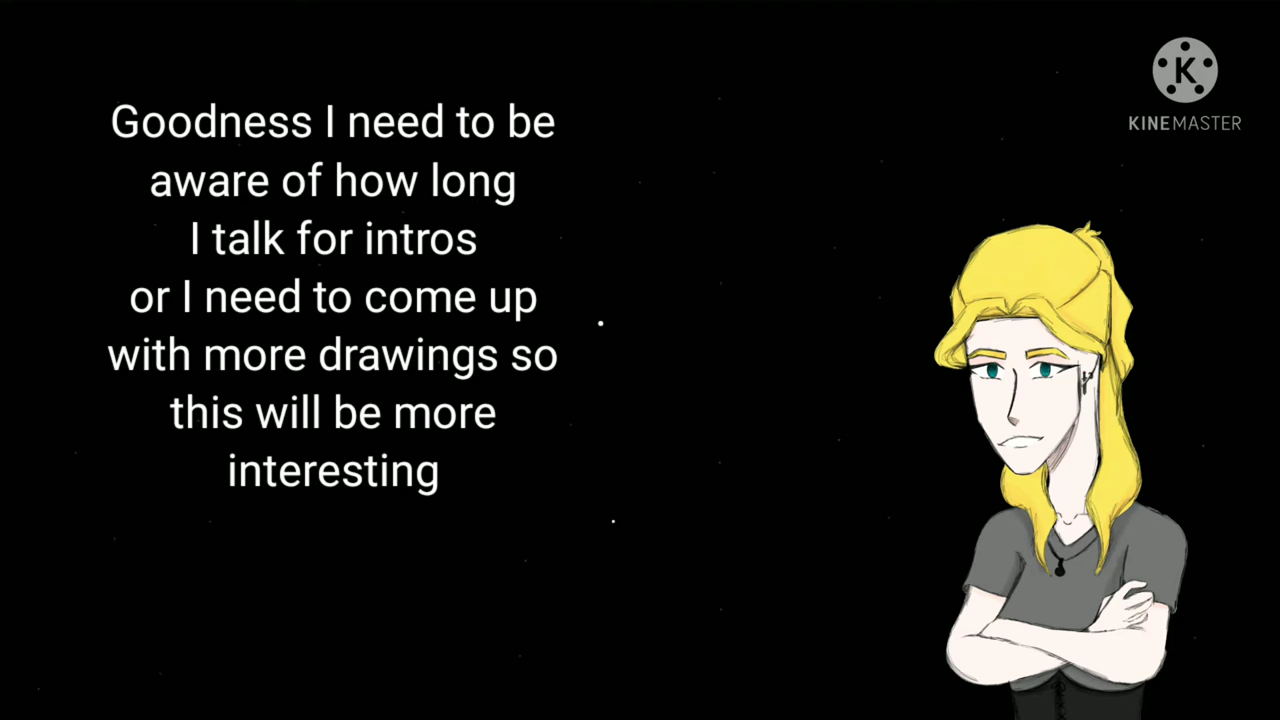 Goodness I need to be
aware of how long
I talk for intros
or I need to come up
with more drawings so
this will be more
interesting
K
KINEMASTER